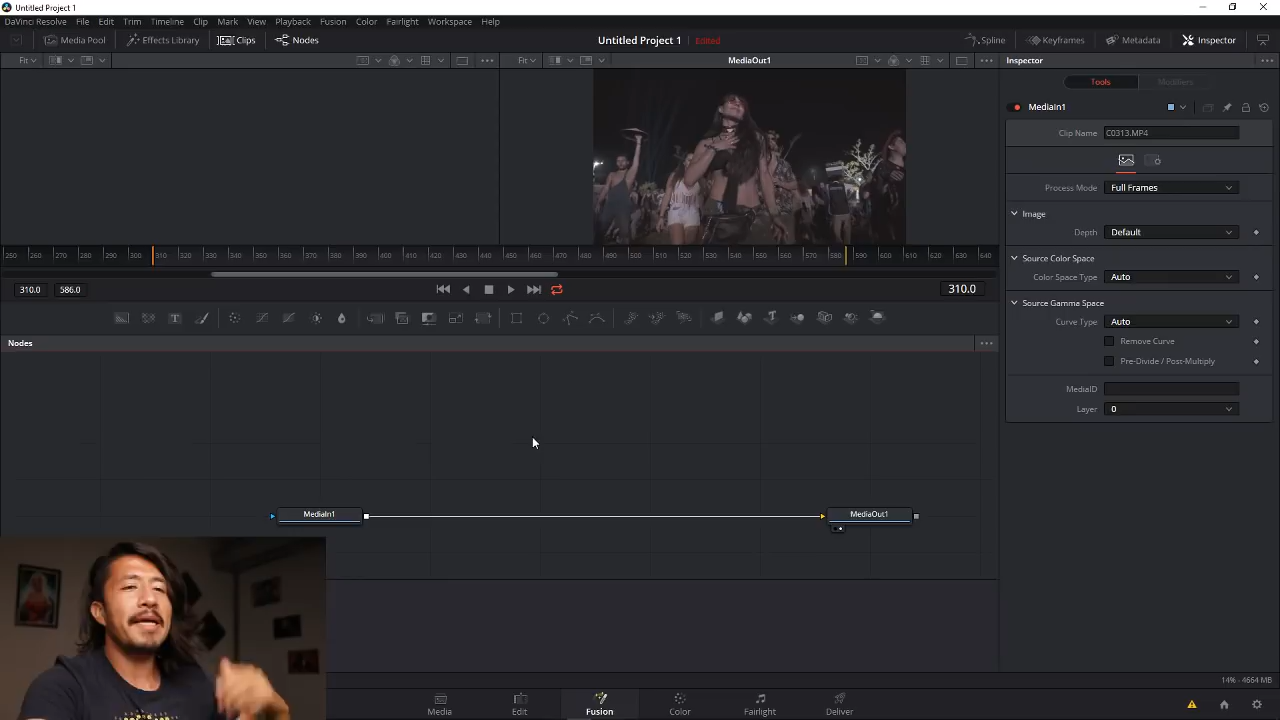 Untitled Project 1
DaVinci Resolve File Edit Trim Timeline Clip Mark View Playback Fusion Color Fairlight Workspace Help
Media Pool Effects Library Clips Nodes Untitled Project 1 Edited Spline Keyframes Metadata Inspector
Fit Fit MediaOut1 Inspector
Tools Modifiers
MediaIn1
Clip Name C0313.MP4
Process Mode Full Frames
Image
Depth Default
250 260 270 280 290 300 310 320 330 340 350 360 370 380 390 400 410 420 430 440 450 460 470 480 490 500 510 520 530 540 550 560 570 580 590 600 610 620 630 640
Source Color Space
Color Space Type Auto
310.0 586.0 310.0
Source Gamma Space
Curve Type Auto
Remove Curve
Nodes
Pre-Divide / Post-Multiply
MediaID
Layer 0
MediaIn1 MediaOut1
14% - 4664 MB
Media Edit Fusion Color Fairlight Deliver